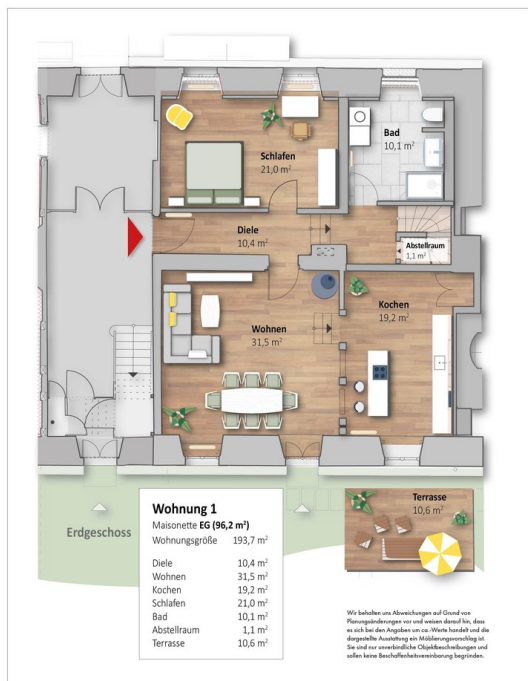 Schlafen
21,0 m²
Bad
10,1 m²
Diele
10,4 m²
Abstellraum
1,1 m²
Kochen
19,2 m²
Wohnen
31,5 m²
Erdgeschoss
Terrasse
10,6 m²
Wohnung 1
Maisonette EG (96,2 m²)
Wohnungsgröße 193,7 m²
Diele 10,4 m²
Wohnen 31,5 m²
Kochen 19,2 m²
Schlafen 21,0 m²
Bad 10,1 m²
Abstellraum 1,1 m²
Terrasse 10,6 m²
Wir behalten uns Abweichungen auf Grund von
Planungsänderungen vor und weisen darauf hin, dass
es sich bei den Angaben um ca.-Werte handelt und die
dargestellte Ausstattung ein Möblierungsvorschlag ist.
Sie sind nur unverbindliche Objektbeschreibungen und
sollen keine Beschaffenheitsvereinbarung begründen.